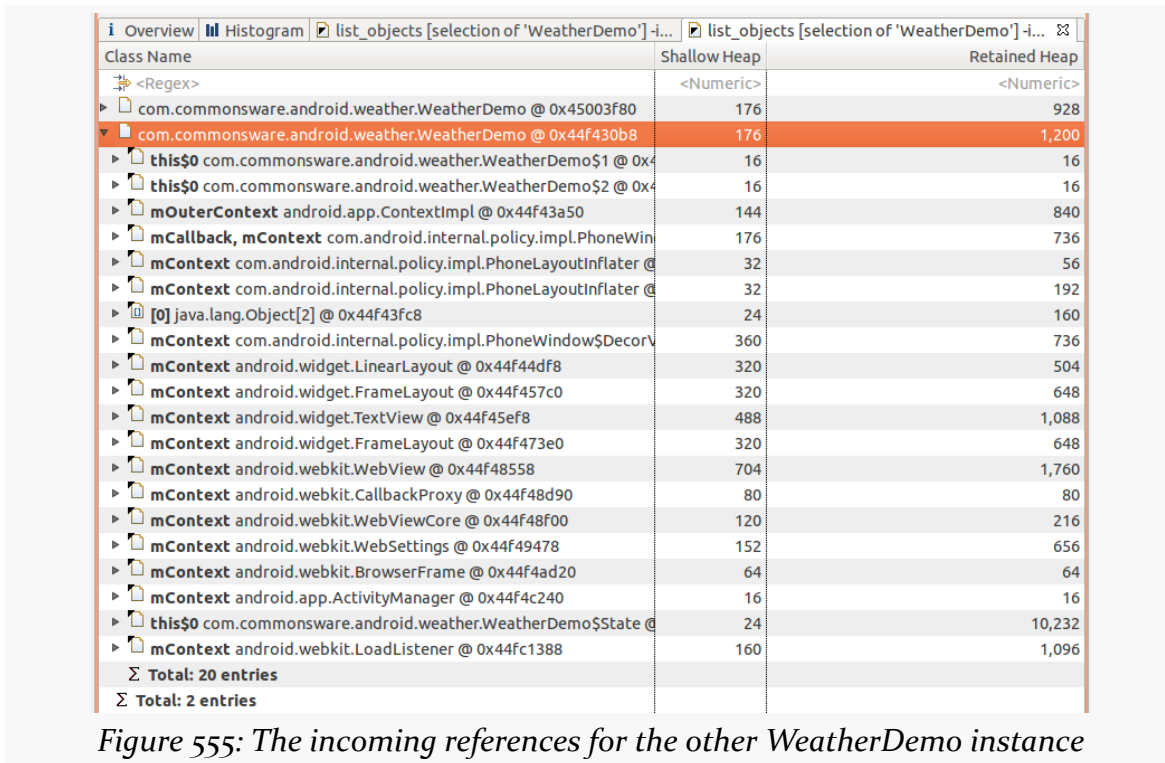 i Overview Histogram list_objects [selection of 'WeatherDemo'] -i... list_objects [selection of 'WeatherDemo'] -i...
Class Name Shallow Heap Retained Heap
<Regex> <Numeric> <Numeric>
com.commonsware.android.weather.WeatherDemo @ 0x45003f80 176 928
com.commonsware.android.weather.WeatherDemo @ 0x44f430b8 176 1,200
this$0 com.commonsware.android.weather.WeatherDemo$1 @ 0x4 16 16
this$0 com.commonsware.android.weather.WeatherDemo$2 @ 0x4 16 16
mOuterContext android.app.ContextImpl @ 0x44f43a50 144 840
mCallback, mContext com.android.internal.policy.impl.PhoneWin 176 736
mContext com.android.internal.policy.impl.PhoneLayoutInflater @ 32 56
mContext com.android.internal.policy.impl.PhoneLayoutInflater @ 32 192
[0] java.lang.Object[2] @ 0x44f43fc8 24 160
mContext com.android.internal.policy.impl.PhoneWindow$DecorV 360 736
mContext android.widget.LinearLayout @ 0x44f44df8 320 504
mContext android.widget.FrameLayout @ 0x44f457c0 320 648
mContext android.widget.TextView @ 0x44f45ef8 488 1,088
mContext android.widget.FrameLayout @ 0x44f473e0 320 648
mContext android.webkit.WebView @ 0x44f48558 704 1,760
mContext android.webkit.CallbackProxy @ 0x44f48d90 80 80
mContext android.webkit.WebViewCore @ 0x44f48f00 120 216
mContext android.webkit.WebSettings @ 0x44f49478 152 656
mContext android.webkit.BrowserFrame @ 0x44f4ad20 64 64
mContext android.app.ActivityManager @ 0x44f4c240 16 16
this$0 com.commonsware.android.weather.WeatherDemo$State @ 24 10,232
mContext android.webkit.LoadListener @ 0x44fc1388 160 1,096
Σ Total: 20 entries
Σ Total: 2 entries
Figure 555: The incoming references for the other WeatherDemo instance